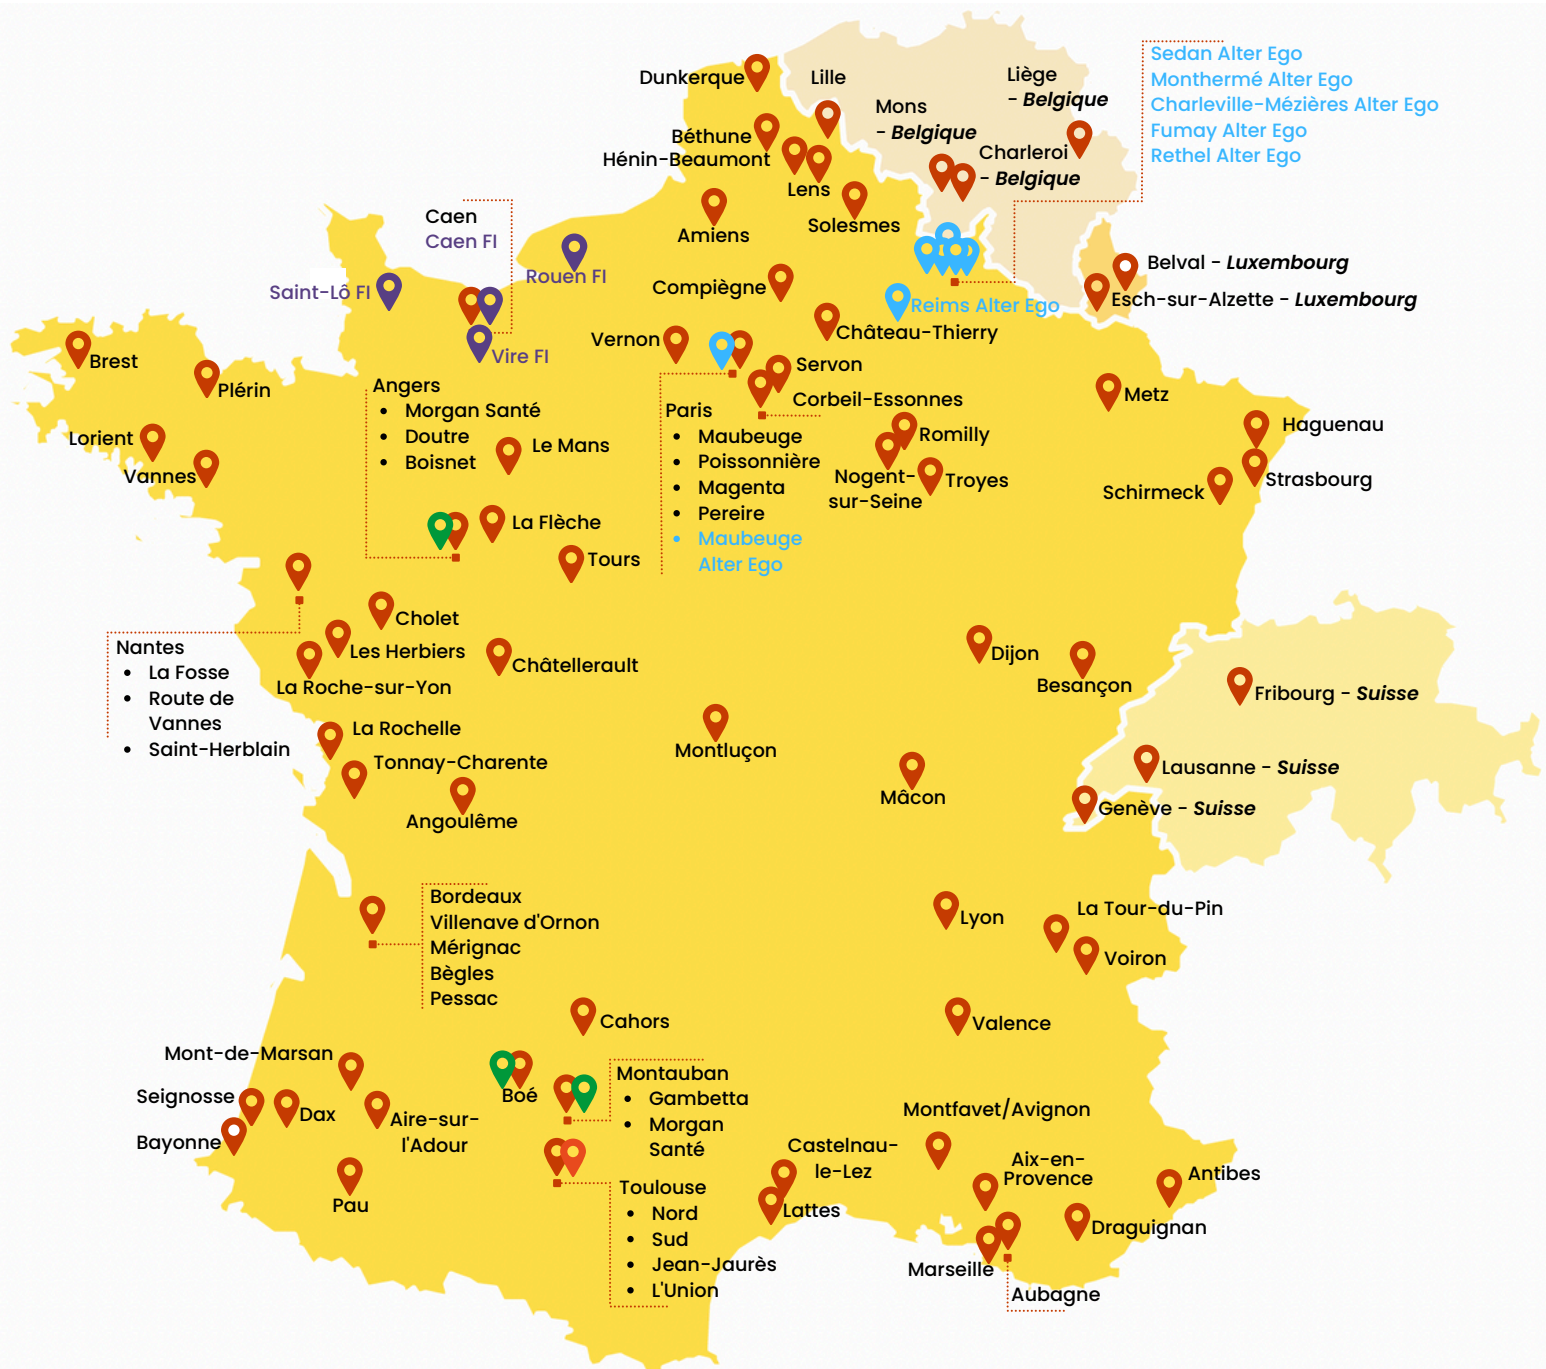 Dunkerque
Lille
Liège
- Belgique
Mons
- Belgique
Charleroi
- Belgique
Sedan Alter Ego
Monthermé Alter Ego
Charleville-Mézières Alter Ego
Fumay Alter Ego
Rethel Alter Ego
Béthune
Hénin-Beaumont
Lens
Solesmes
Amiens
Caen
Caen FI
Rouen FI
Saint-Lô FI
Vire FI
Compiègne
Reims Alter Ego
Belval - Luxembourg
Esch-sur-Alzette - Luxembourg
Château-Thierry
Vernon
Servon
Corbeil-Essonnes
Brest
Plérin
Lorient
Vannes
Angers
• Morgan Santé
• Doutre
• Boisnet
Le Mans
La Flèche
Tours
Paris
• Maubeuge
• Poissonnière
• Magenta
• Pereire
• Maubeuge
Alter Ego
Romilly
Nogent-
sur-Seine
Troyes
Metz
Haguenau
Strasbourg
Schirmeck
Nantes
• La Fosse
• Route de
Vannes
• Saint-Herblain
Cholet
Les Herbiers
La Roche-sur-Yon
Châtellerault
Dijon
Besançon
Fribourg - Suisse
Lausanne - Suisse
Genève - Suisse
La Rochelle
Tonnay-Charente
Angoulême
Montluçon
Mâcon
Bordeaux
Villenave d'Ornon
Mérignac
Bègles
Pessac
Lyon
La Tour-du-Pin
Voiron
Cahors
Valence
Mont-de-Marsan
Seignosse
Dax
Bayonne
Aire-sur-
l'Adour
Pau
Boé
Montauban
• Gambetta
• Morgan
Santé
Toulouse
• Nord
• Sud
• Jean-Jaurès
• L'Union
Castelnau-
le-Lez
Lattes
Montfavet/Avignon
Aix-en-
Provence
Antibes
Draguignan
Marseille
Aubagne